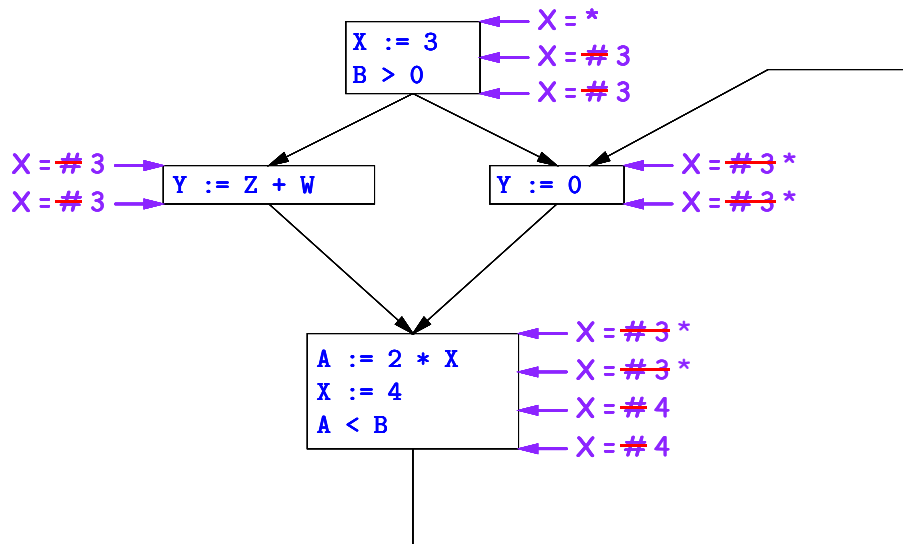 X = *
X := 3
X = # 3
B > 0
X = # 3
X = # 3
Y := Z + W
X = # 3
Y := 0
X = # 3 *
X = # 3 *
X = # 3 *
A := 2 * X
X = # 3 *
X := 4
X = # 4
A < B
X = # 4